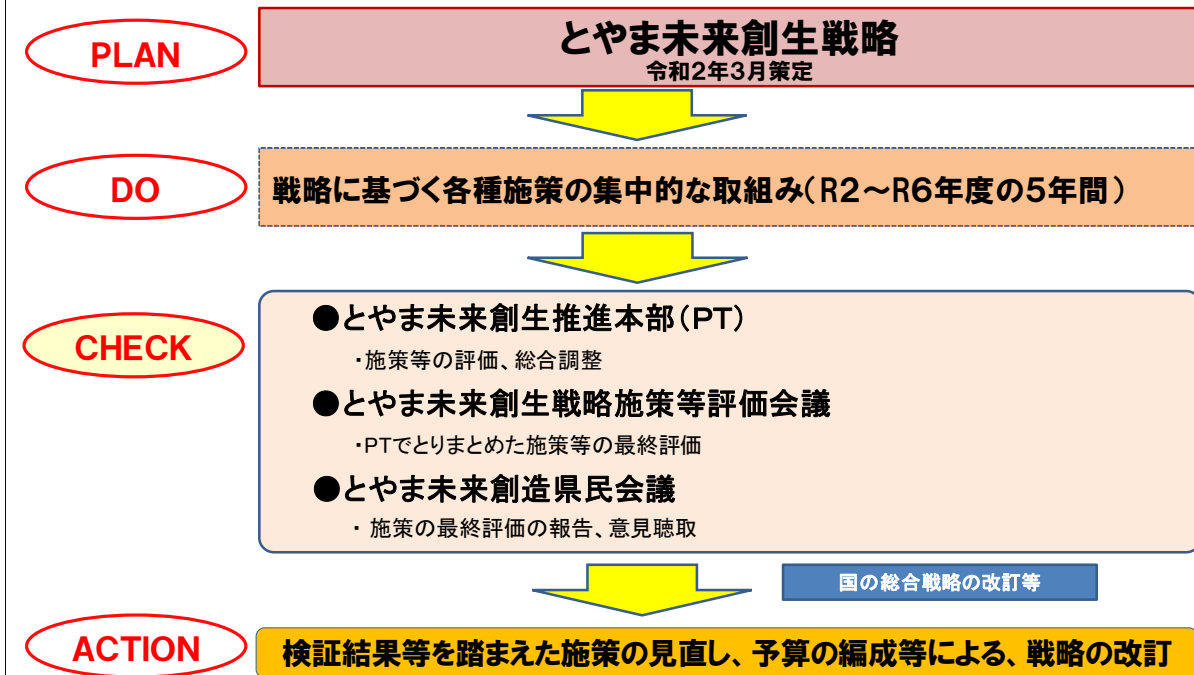 PLAN
とやま未来創生戦略
令和2年3月策定
DO
戦略に基づく各種施策の集中的な取組み(R2～R6年度の5年間)
CHECK
●とやま未来創生推進本部(PT)
・施策等の評価、総合調整
●とやま未来創生戦略施策等評価会議
・PTでとりまとめた施策等の最終評価
●とやま未来創造県民会議
・ 施策の最終評価の報告、意見聴取
国の総合戦略の改訂等
ACTION
検証結果等を踏まえた施策の見直し、予算の編成等による、戦略の改訂